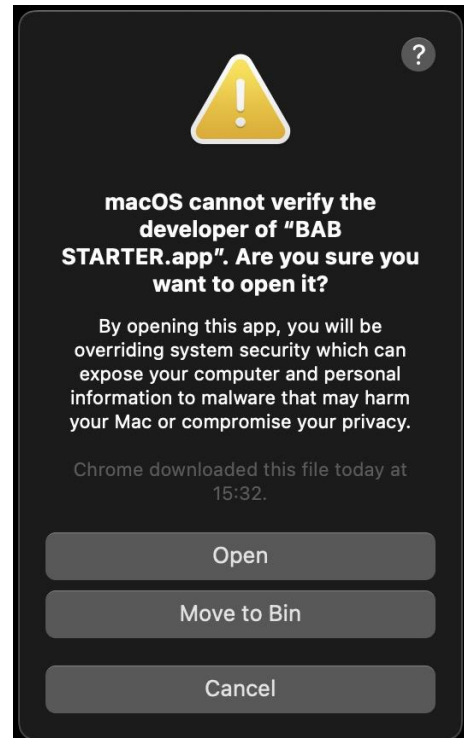 ?
macOS cannot verify the
developer of “BAB
STARTER.app”. Are you sure you
want to open it?
By opening this app, you will be
overriding system security which can
expose your computer and personal
information to malware that may harm
your Mac or compromise your privacy.
Chrome downloaded this file today at
15:32.
Open
Move to Bin
Cancel